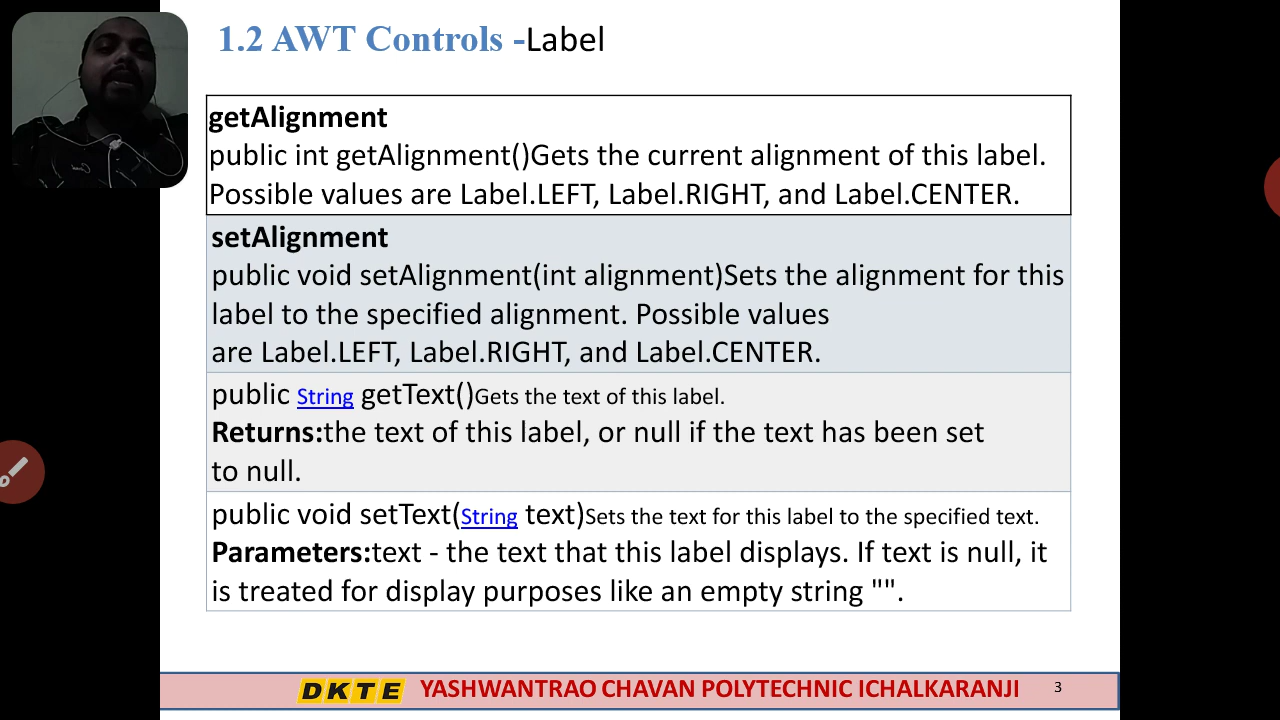 1.2 AWT Controls -Label
getAlignment
public int getAlignment()Gets the current alignment of this label.
Possible values are Label.LEFT, Label.RIGHT, and Label.CENTER.
setAlignment
public void setAlignment(int alignment)Sets the alignment for this
label to the specified alignment. Possible values
are Label.LEFT, Label.RIGHT, and Label.CENTER.
public String getText()Gets the text of this label.
Returns:the text of this label, or null if the text has been set
to null.
public void setText(String text)Sets the text for this label to the specified text.
Parameters:text - the text that this label displays. If text is null, it
is treated for display purposes like an empty string "".
DKTE YASHWANTRAO CHAVAN POLYTECHNIC ICHALKARANJI 3